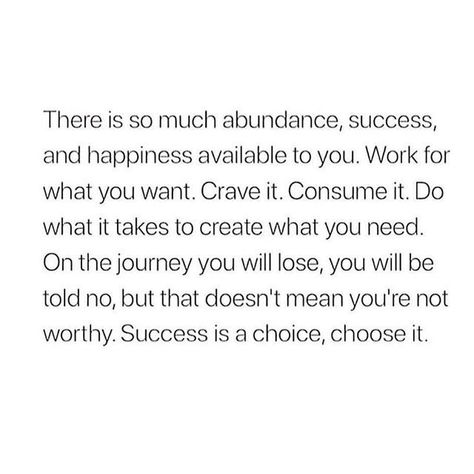 There is so much abundance, success,
and happiness available to you. Work for
what you want. Crave it. Consume it. Do
what it takes to create what you need.
On the journey you will lose, you will be
told no, but that doesn't mean you're not
worthy. Success is a choice, choose it.